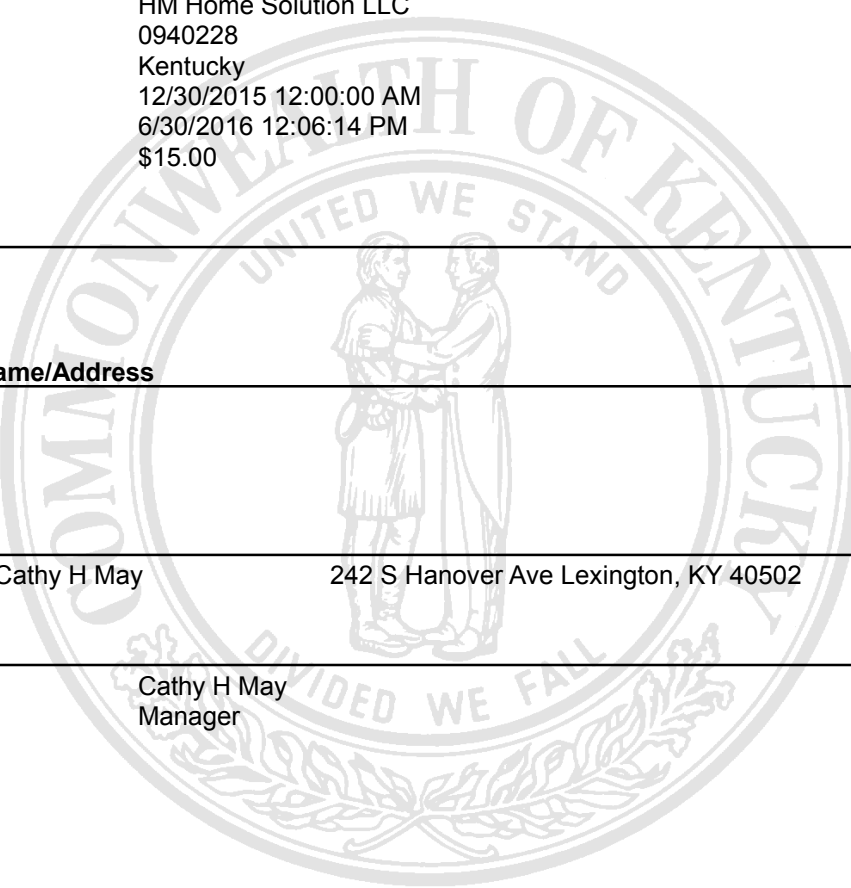 HM Home Solution LLC
0940228
Kentucky
12/30/2015 12:00:00 AM
6/30/2016 12:06:14 PM
$15.00
COMMONWEALTH OF KENTUCKY
UNITED WE STAND
ame/Address
Cathy H May 242 S Hanover Ave Lexington, KY 40502
DIVIDED WE FALL
Cathy H May
Manager